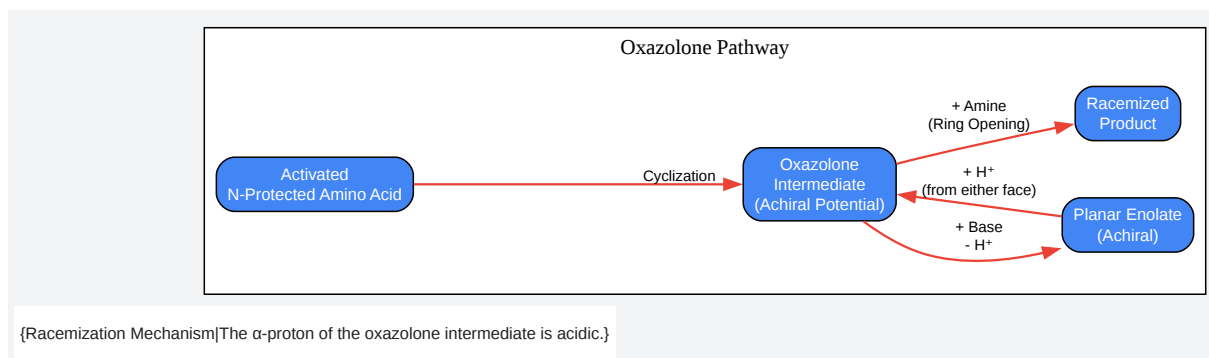 Oxazolone Pathway
Activated
N-Protected Amino Acid
Cyclization
Oxazolone
Intermediate
(Achiral Potential)
+ Amine
(Ring Opening)
Racemized
Product
+ H⁺
(from either face)
+ Base
- H⁺
Planar Enolate
(Achiral)
{Racemization Mechanism|The α-proton of the oxazolone intermediate is acidic.}